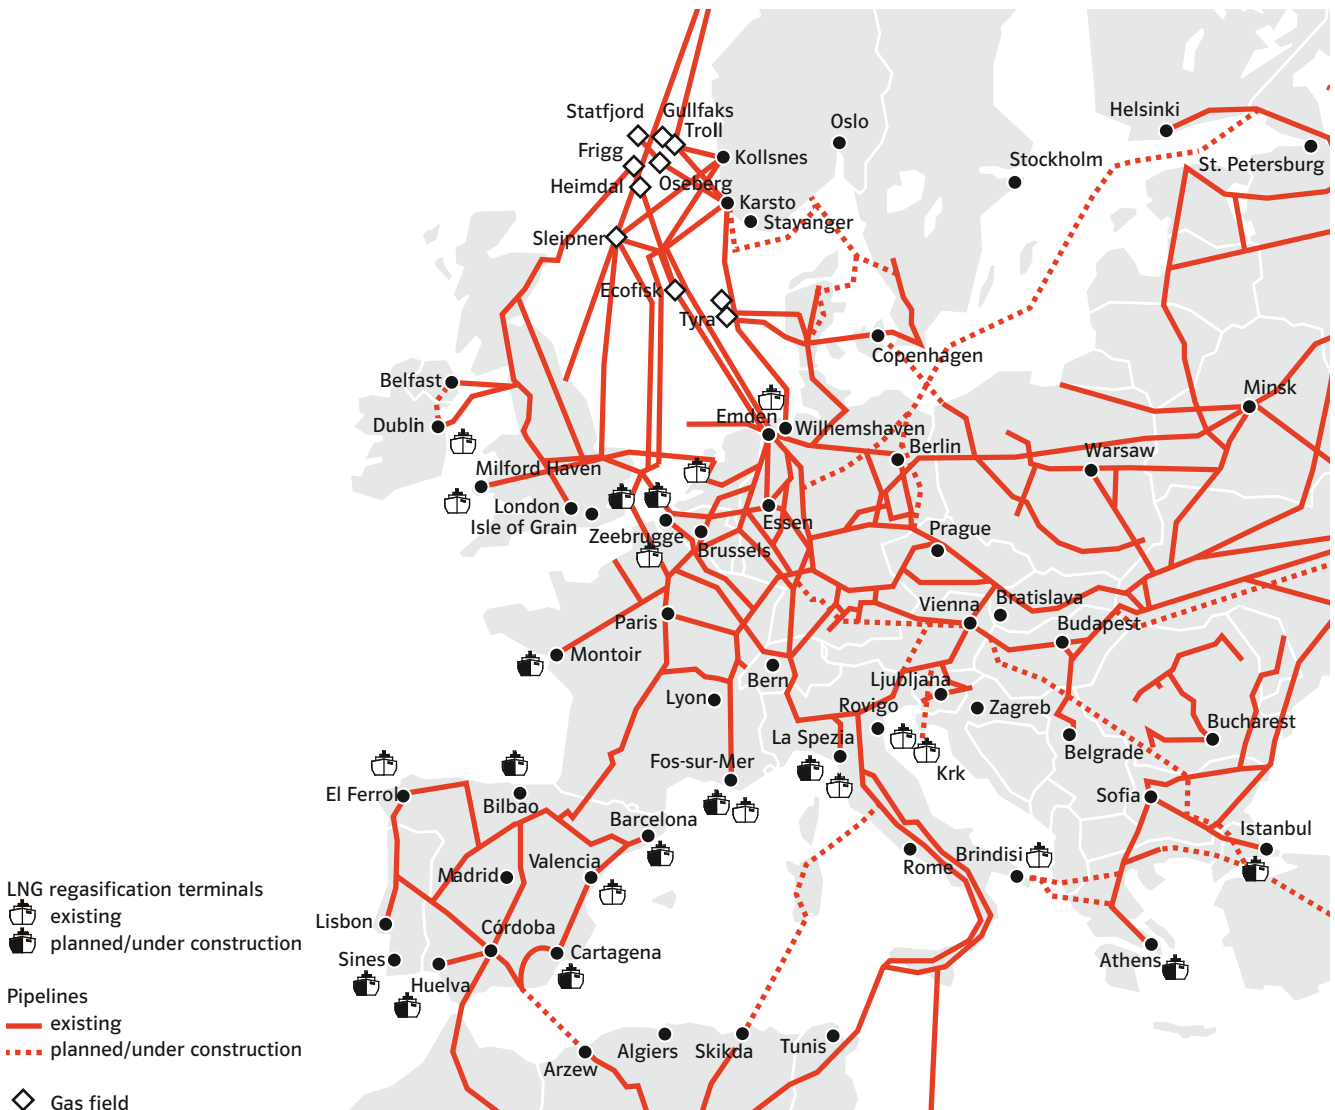 Statfjord
Gullfaks
Troll
Frigg
Kollsnes
Oseberg
Heimdal
Karsto
Stavanger
Sleipner
Ecofisk
Tyra
Oslo
Stockholm
Helsinki
St. Petersburg
Copenhagen
Belfast
Dublin
Emden
Wilhemshaven
Berlin
Minsk
Warsaw
Milford Haven
London
Isle of Grain
Zeebrugge
Brussels
Essen
Prague
Paris
Vienna
Bratislava
Budapest
Montoir
Bern
Lyon
Ljubljana
Rovigo
Zagreb
La Spezia
Krk
Belgrade
Bucharest
Fos-sur-Mer
El Ferrol
Bilbao
Barcelona
Sofia
Istanbul
Valencia
Madrid
Rome
Brindisi
Lisbon
Córdoba
Sines
Huelva
Cartagena
Athens
Algiers
Skikda
Tunis
Arzew
LNG regasification terminals
existing
planned/under construction
Pipelines
existing
planned/under construction
Gas field